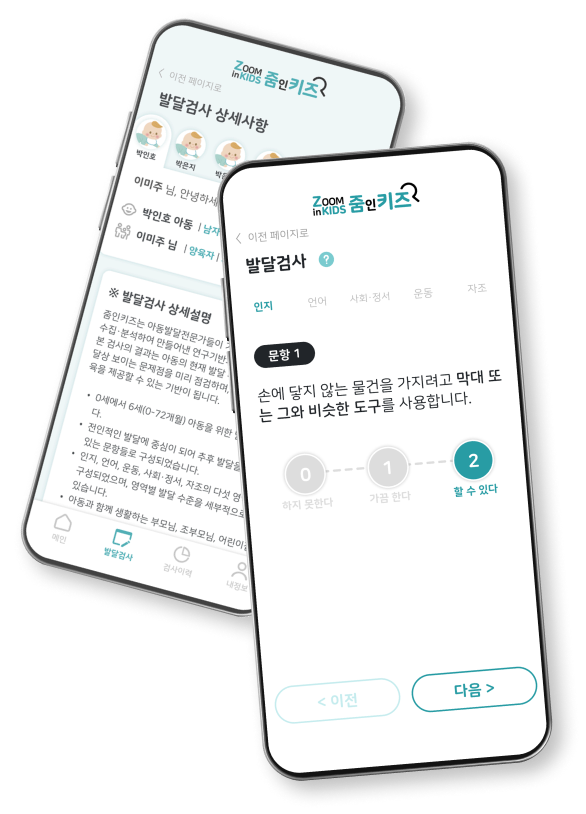 ZOOM
inKIDS 줌인키즈
이전 페이지로
발달검사 상세사항
박민호
박은지
이미주 님, 안녕하세
박민호 아동 | 남자
이미주 님 | 양육자 |
※ 발달검사 상세설명
줌인키즈는 아동발달전문가들이
수집·분석하여 만들어낸 연구기반
본 검사의 결과는 아동의 현재 발달
달상 보이는 문제점을 미리 점검하며,
육을 제공할 수 있는 기반이 됩니다.
• 0세에서 6세(0-72개월) 아동을 위한
다.
• 전인적인 발달에 중심이 되어 추후 발달을
있는 문항들로 구성되었습니다.
• 인지, 언어, 운동, 사회·정서, 자조의 다섯 영
구성되었으며, 영역별 발달 수준을 세부적으로
있습니다.
• 아동과 함께 생활하는 부모님, 조부모님, 어린이집
메인
발달검사
검사이력
내정보
ZOOM
inKIDS 줌인키즈
이전 페이지로
발달검사 ?
인지 언어 사회·정서 운동 자조
문항 1
손에 닿지 않는 물건을 가지려고 막대 또
는 그와 비슷한 도구를 사용합니다.
0 1 2
하지 못한다 가끔 한다 할 수 있다
< 이전 다음 >